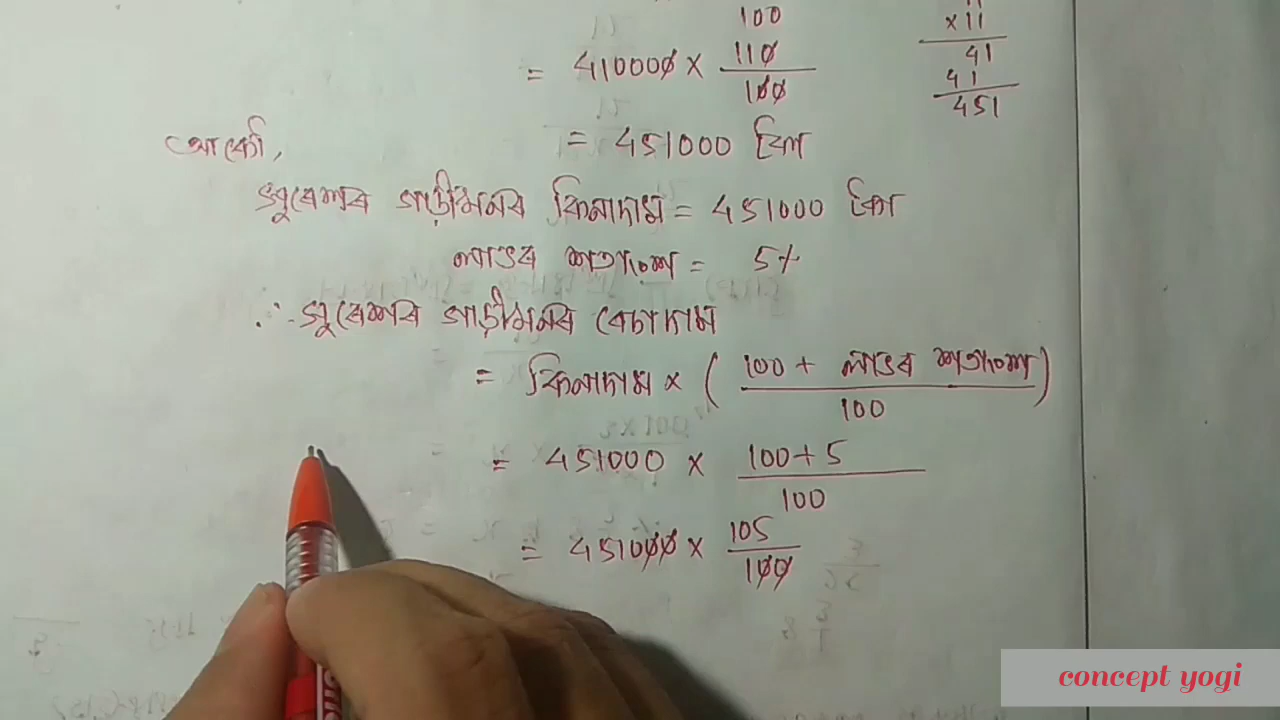 100
= 410000 × 110/100
× 11
41
41
451
আকৌ,
= 451000 টকা
সুৰেশৰ গাড়ীখনৰ কিনাদাম = 451000 টকা
লাভৰ শতাংশ = 5%
∴ সুৰেশৰ গাড়ীখনৰ বেচাদাম
= কিনাদাম × (100 + লাভৰ শতাংশ/100)
= 451000 × 100+5/100
= 451000 × 105/100
concept yogi